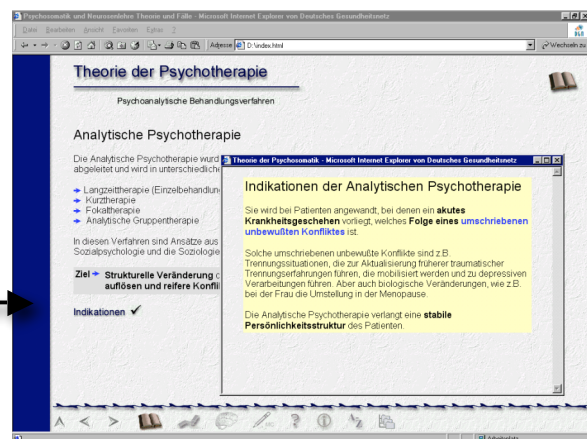 Psychosomatik und Neurosenlehre Theorie und Fälle - Microsoft Internet Explorer von Deutsches Gesundheitsnetz
Datei Bearbeiten Ansicht Favoriten Extras ?
Adresse D:\index.html
Wechseln zu
Theorie der Psychotherapie
Psychoanalytische Behandlungsverfahren
Analytische Psychotherapie
Die Analytische Psychotherapie wurd
abgeleitet und wird in unterschiedliche
Langzeittherapie (Einzelbehandlun
Kurztherapie
Fokaltherapie
Analytische Gruppentherapie
In diesen Verfahren sind Ansätze aus
Sozialpsychologie und die Soziologie
Ziel Strukturelle Veränderung
auflösen und reifere Konfli
Indikationen
Theorie der Psychosomatik - Microsoft Internet Explorer von Deutsches Gesundheitsnetz
Indikationen der Analytischen Psychotherapie
Sie wird bei Patienten angewandt, bei denen ein akutes
Krankheitsgeschehen vorliegt, welches Folge eines umschriebenen
unbewußten Konfliktes ist.
Solche umschriebenen unbewußte Konflikte sind z.B.
Trennungssituationen, die zur Aktualisierung früherer traumatischer
Trennungserfahrungen führen, die mobilisiert werden und zu depressiven
Verarbeitungen führen. Aber auch biologische Veränderungen, wie z.B.
bei der Frau die Umstellung in der Menopause.
Die Analytische Psychotherapie verlangt eine stabile
Persönlichkeitsstruktur des Patienten.
Arbeitsplatz